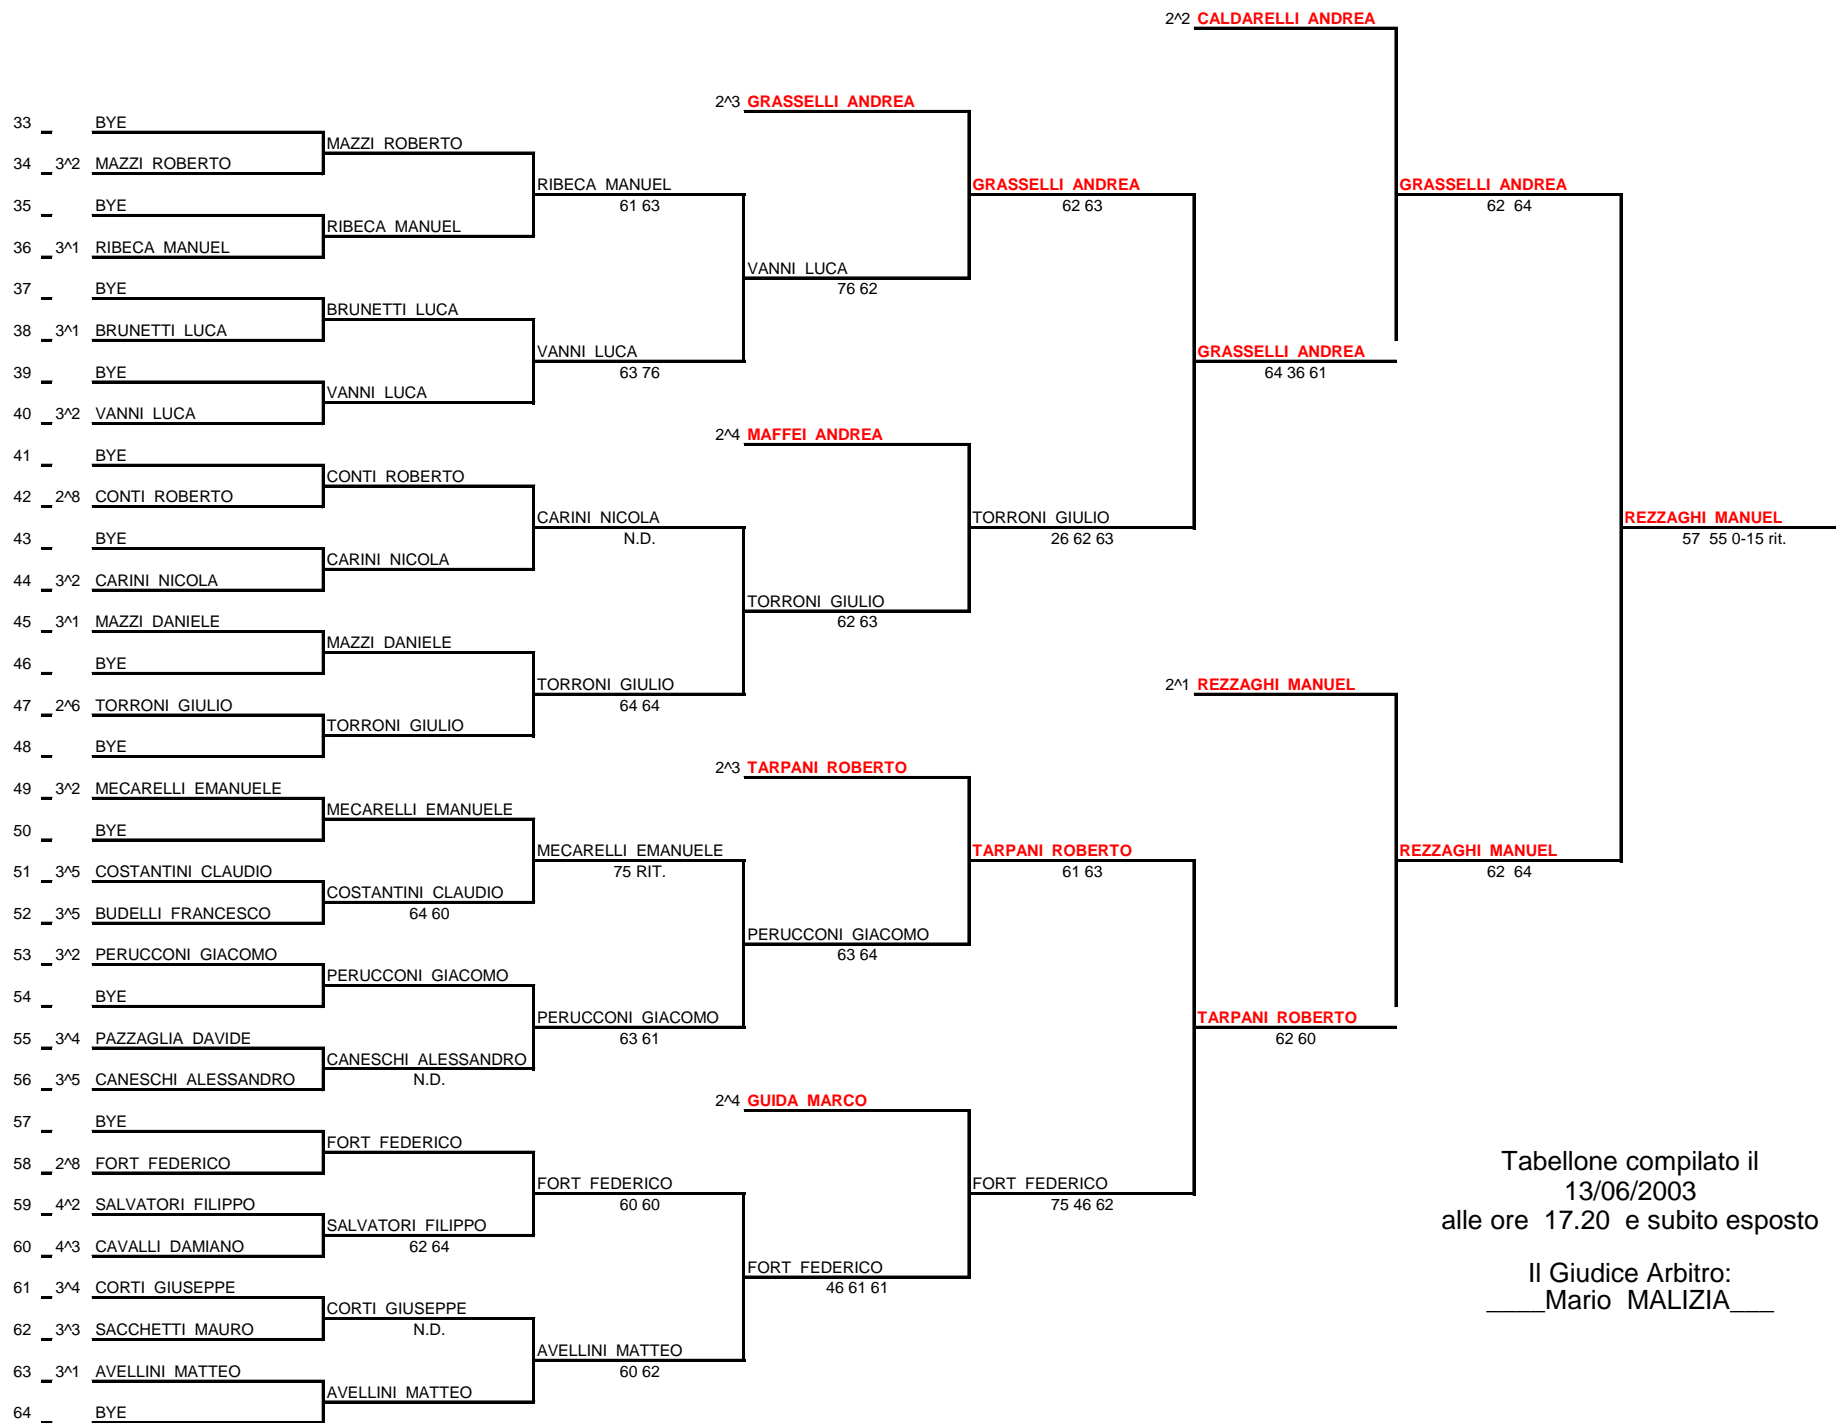 2^2 CALDARELLI ANDREA
2^3 GRASSELLI ANDREA
33 _ BYE
MAZZI ROBERTO
34 _ 3^2 MAZZI ROBERTO
RIBECA MANUEL
61 63
GRASSELLI ANDREA
62 63
GRASSELLI ANDREA
62 64
35 _ BYE
RIBECA MANUEL
36 _ 3^1 RIBECA MANUEL
VANNI LUCA
76 62
37 _ BYE
BRUNETTI LUCA
38 _ 3^1 BRUNETTI LUCA
VANNI LUCA
63 76
GRASSELLI ANDREA
64 36 61
39 _ BYE
VANNI LUCA
40 _ 3^2 VANNI LUCA
2^4 MAFFEI ANDREA
41 _ BYE
CONTI ROBERTO
42 _ 2^8 CONTI ROBERTO
CARINI NICOLA
N.D.
TORRONI GIULIO
26 62 63
REZZAGHI MANUEL
57 55 0-15 rit.
43 _ BYE
CARINI NICOLA
44 _ 3^2 CARINI NICOLA
TORRONI GIULIO
62 63
45 _ 3^1 MAZZI DANIELE
MAZZI DANIELE
46 _ BYE
TORRONI GIULIO
64 64
2^1 REZZAGHI MANUEL
47 _ 2^6 TORRONI GIULIO
TORRONI GIULIO
48 _ BYE
2^3 TARPANI ROBERTO
49 _ 3^2 MECARELLI EMANUELE
MECARELLI EMANUELE
50 _ BYE
MECARELLI EMANUELE
75 RIT.
TARPANI ROBERTO
61 63
REZZAGHI MANUEL
62 64
51 _ 3^5 COSTANTINI CLAUDIO
COSTANTINI CLAUDIO
64 60
52 _ 3^5 BUDELLI FRANCESCO
PERUCCONI GIACOMO
63 64
53 _ 3^2 PERUCCONI GIACOMO
PERUCCONI GIACOMO
54 _ BYE
PERUCCONI GIACOMO
63 61
TARPANI ROBERTO
62 60
55 _ 3^4 PAZZAGLIA DAVIDE
CANESCHI ALESSANDRO
N.D.
56 _ 3^5 CANESCHI ALESSANDRO
2^4 GUIDA MARCO
57 _ BYE
FORT FEDERICO
58 _ 2^8 FORT FEDERICO
FORT FEDERICO
60 60
FORT FEDERICO
75 46 62
59 _ 4^2 SALVATORI FILIPPO
SALVATORI FILIPPO
62 64
60 _ 4^3 CAVALLI DAMIANO
FORT FEDERICO
46 61 61
61 _ 3^4 CORTI GIUSEPPE
CORTI GIUSEPPE
N.D.
62 _ 3^3 SACCHETTI MAURO
AVELLINI MATTEO
60 62
63 _ 3^1 AVELLINI MATTEO
AVELLINI MATTEO
64 _ BYE
Tabellone compilato il
13/06/2003
alle ore 17.20 e subito esposto
Il Giudice Arbitro:
____Mario MALIZIA___